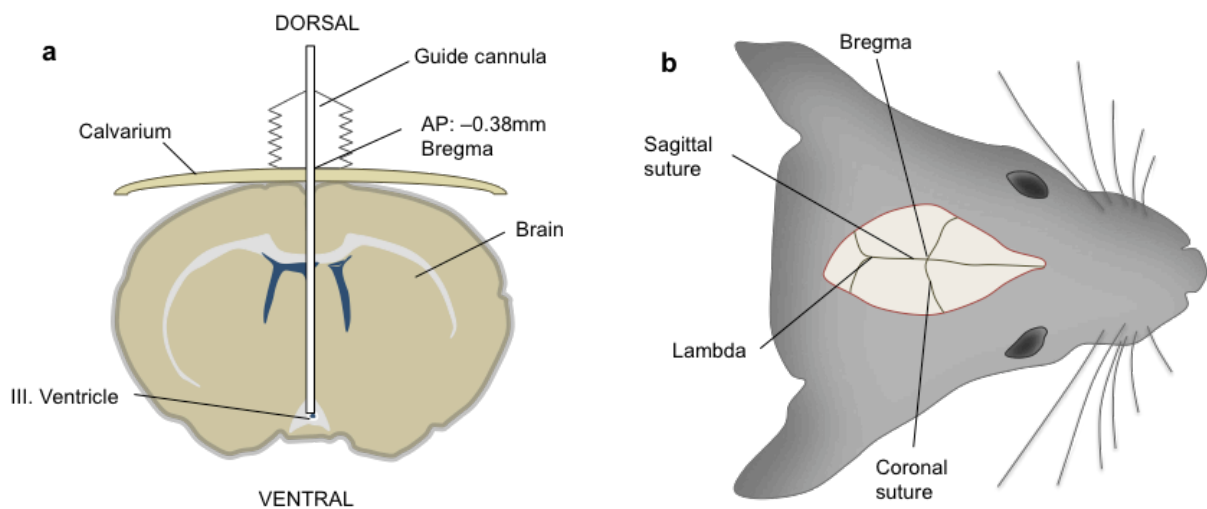 DORSAL
a
Guide cannula
AP: –0.38mm
Bregma
Calvarium
Brain
III. Ventricle
VENTRAL
b
Bregma
Sagittal
suture
Lambda
Coronal
suture